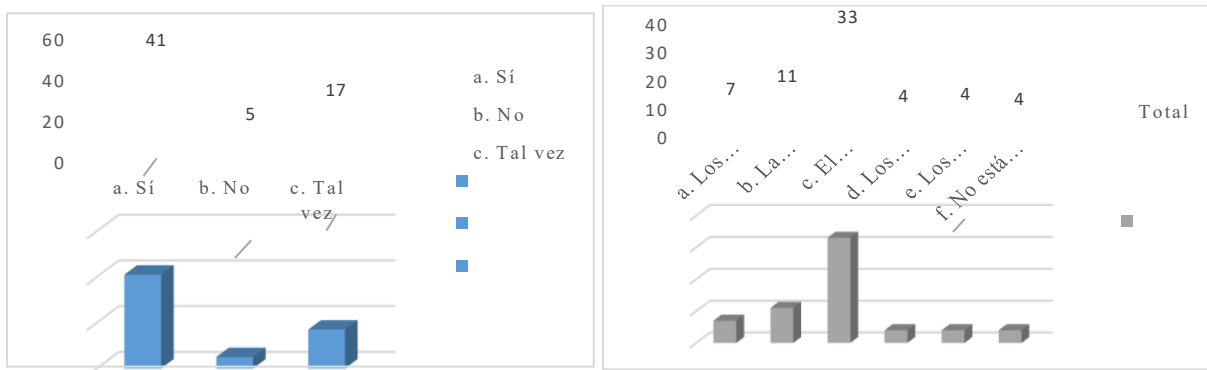 60
41
40
17
5
20
0
a. Sí
b. No
c. Tal
vez
a. Sí
b. No
c. Tal vez
40
33
30
20
11
7
4
4
4
10
0
a. Los...
b. La...
c. El...
d. Los...
e. Los...
f. No está...
Total